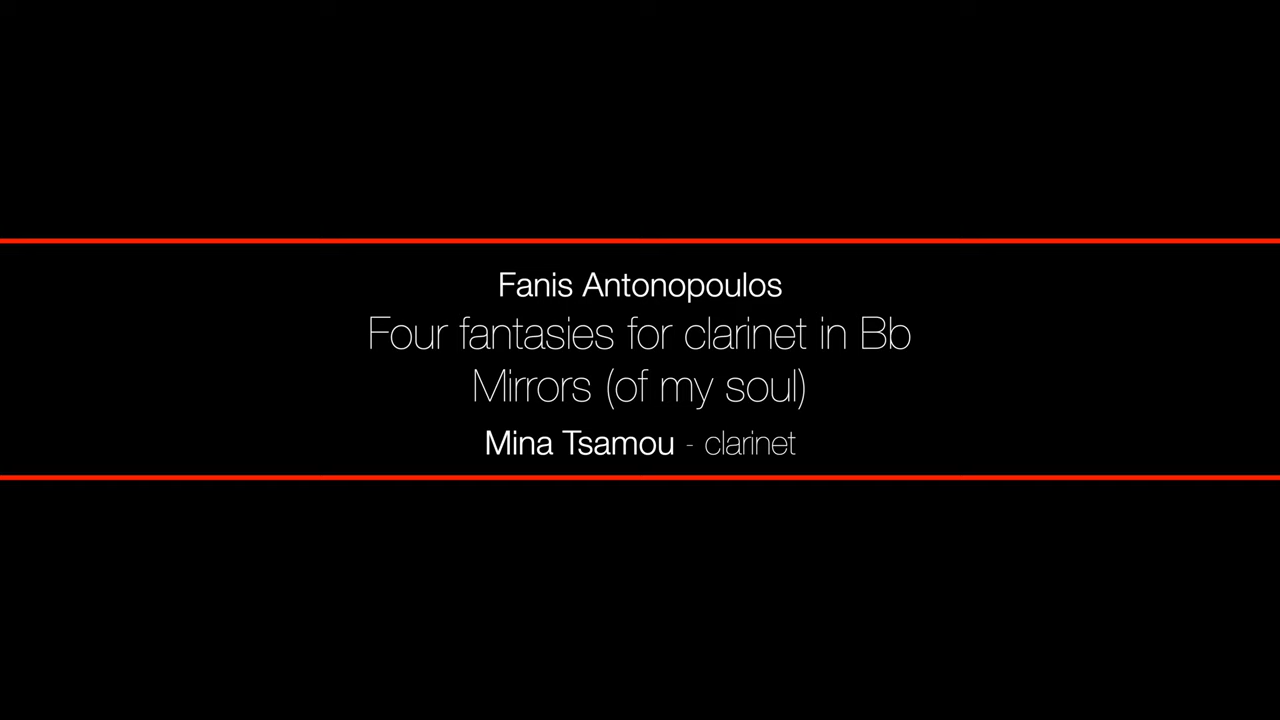 Fanis Antonopoulos
Four fantasies for clarinet in Bb
Mirrors (of my soul)
Mina Tsamou - clarinet